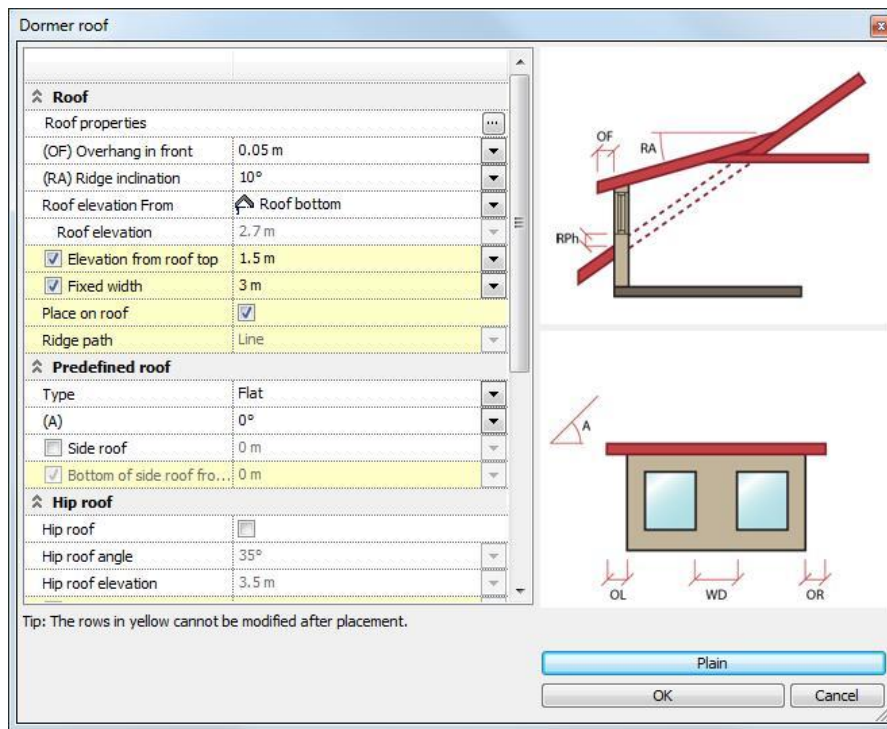 Dormer roof
Roof
Roof properties ...
(OF) Overhang in front 0.05 m
(RA) Ridge inclination 10°
Roof elevation From Roof bottom
Roof elevation 2.7 m
Elevation from roof top 1.5 m
Fixed width 3 m
Place on roof
Ridge path Line
Predefined roof
Type Flat
(A) 0°
Side roof 0 m
Bottom of side roof fro... 0 m
Hip roof
Hip roof
Hip roof angle 35°
Hip roof elevation 3.5 m
Tip: The rows in yellow cannot be modified after placement.
OF
RA
RPh
A
OL WD OR
Plain
OK Cancel